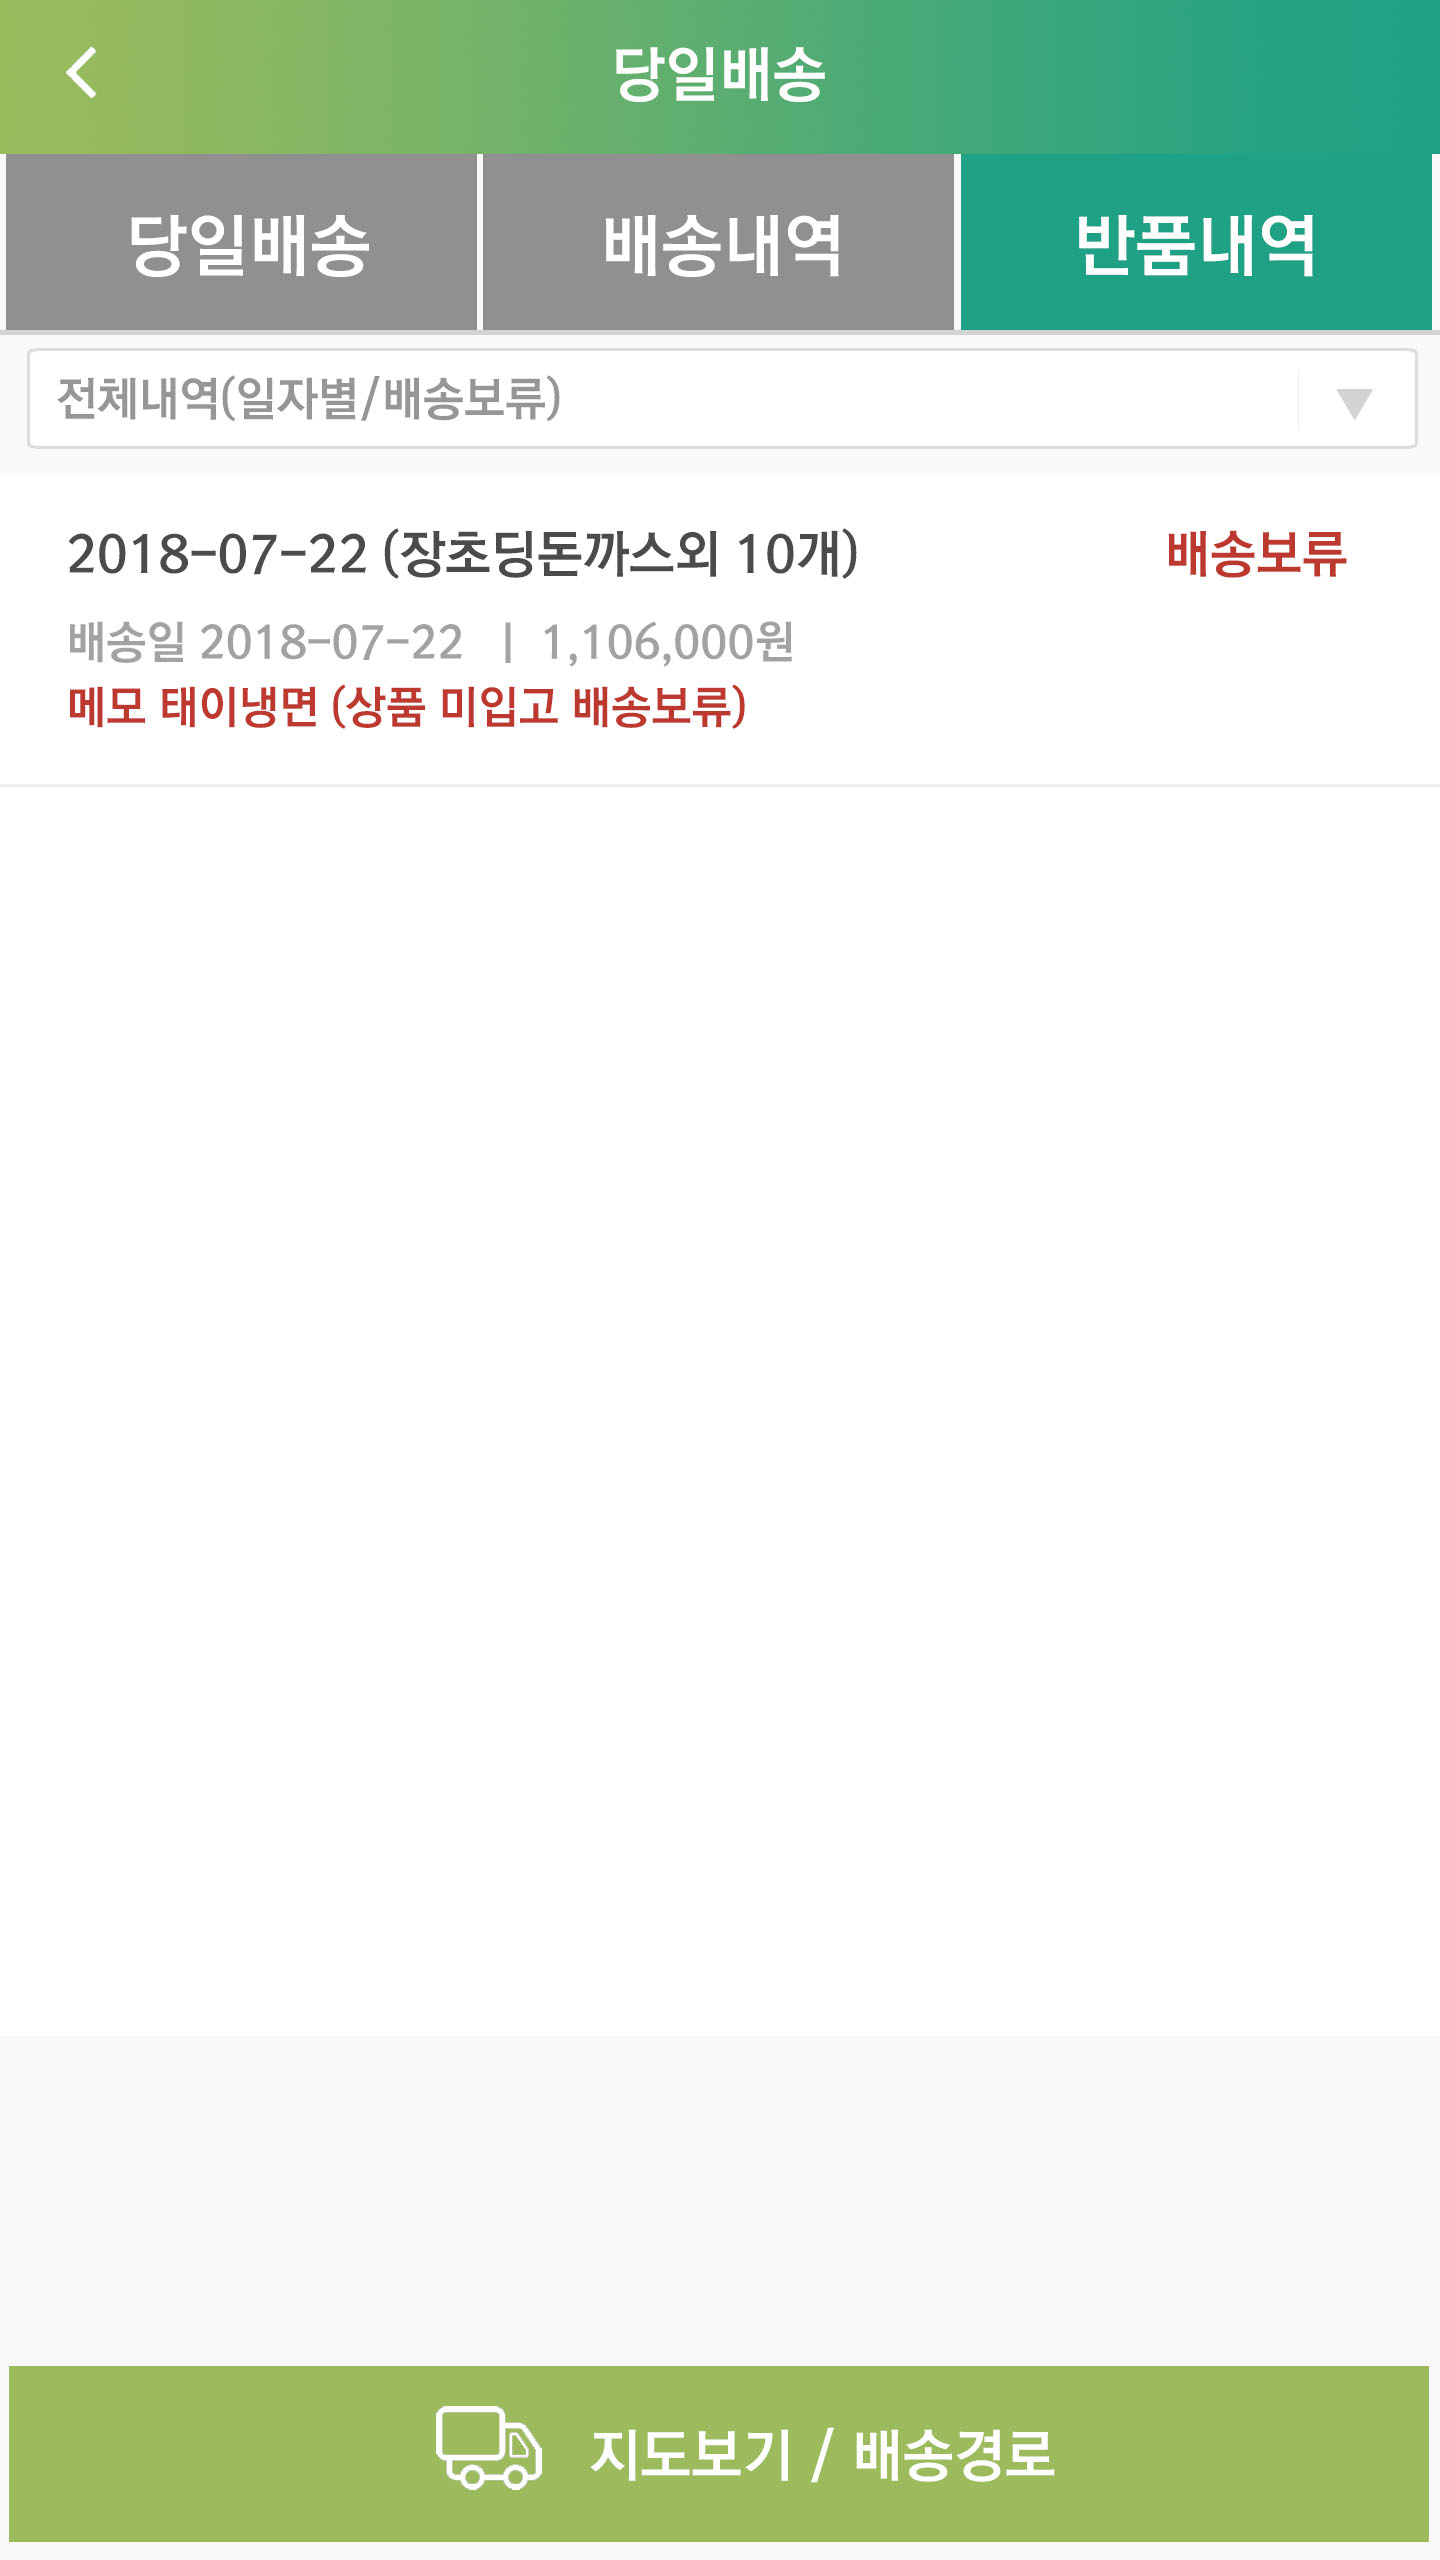 당일배송
당일배송 배송내역 반품내역
전체내역(일자별/배송보류)
2018-07-22 (장초딩돈까스외 10개) 배송보류
배송일 2018-07-22 | 1,106,000원
메모 태이냉면 (상품 미입고 배송보류)
지도보기 / 배송경로